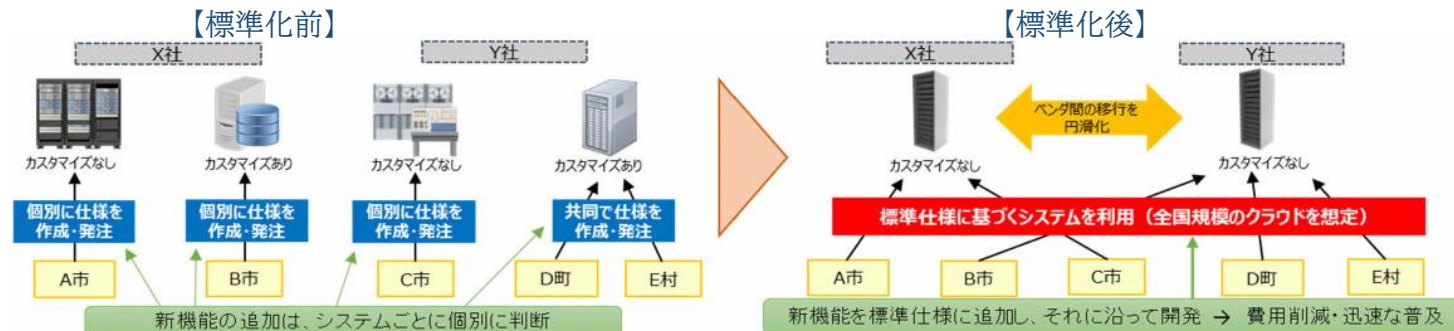 【標準化前】
X社
Y社
カスタマイズなし
カスタマイズあり
カスタマイズなし
カスタマイズあり
個別に仕様を
作成・発注
個別に仕様を
作成・発注
個別に仕様を
作成・発注
共同で仕様を
作成・発注
A市
B市
C市
D町
E村
新機能の追加は、システムごとに個別に判断
【標準化後】
X社
Y社
ベンダ間の移行を
円滑化
カスタマイズなし
カスタマイズなし
標準仕様に基づくシステムを利用（全国規模のクラウドを想定）
A市
B市
C市
D町
E村
新機能を標準仕様に追加し、それに沿って開発 → 費用削減・迅速な普及